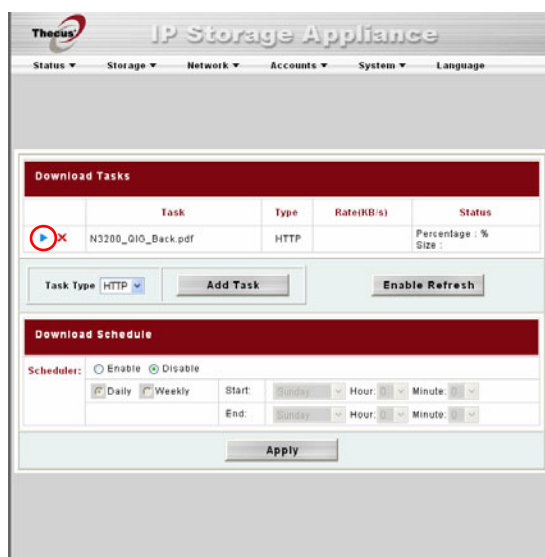 Thecus
IP Storage Appliance
Status Storage Network Accounts System Language
Download Tasks
Task Type Rate(KB/s) Status
N3200_QIG_Back.pdf HTTP Percentage : %
Size :
Task Type HTTP Add Task Enable Refresh
Download Schedule
Scheduler: Enable Disable
Daily Weekly Start: Sunday Hour: 0 Minute: 0
End: Sunday Hour: 0 Minute: 0
Apply